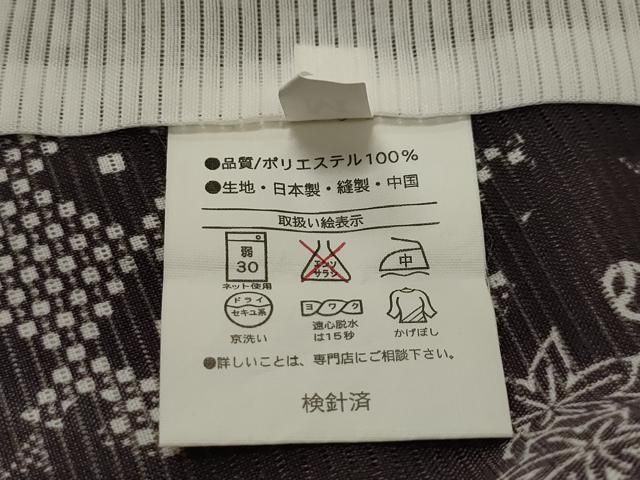 ●品質/ポリエステル100%
●生地・日本製・縫製・中国
取扱い絵表示
弱
30
ネット使用
エンソ
サラシ
中
ドライ
セキユ系
京洗い
ヨワク
遠心脱水
は15秒
かげぼし
●詳しいことは、専門店にご相談下さい。
検針済